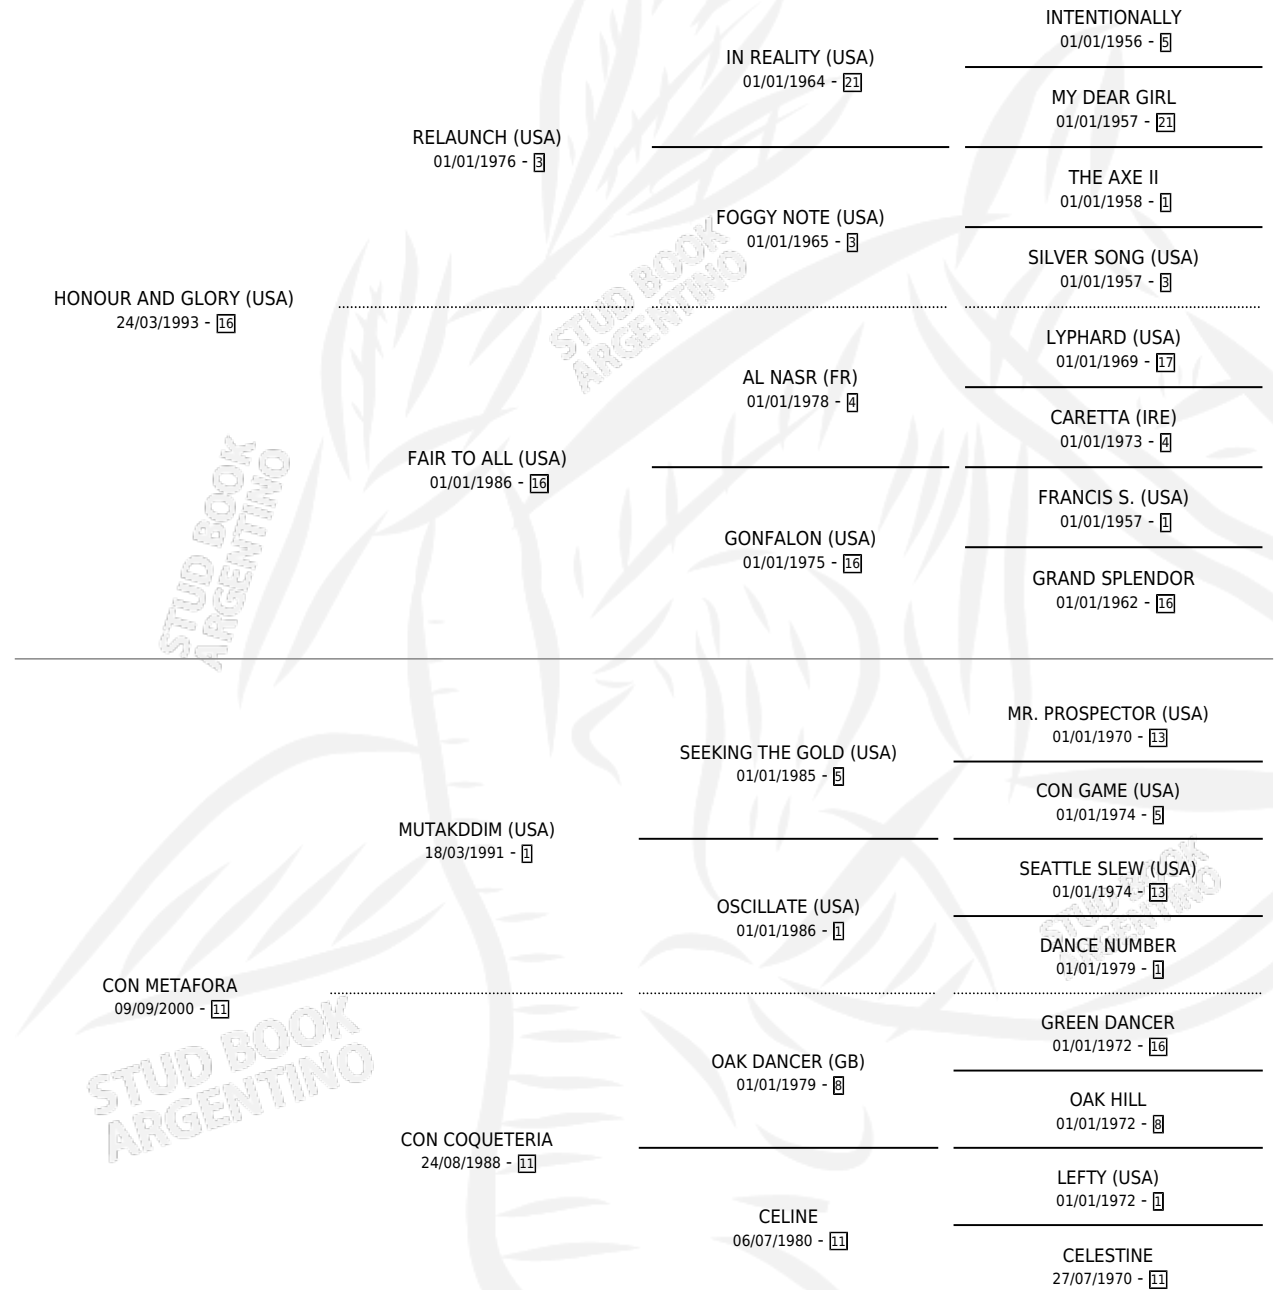 INTENTIONALLY
01/01/1956 - 5
IN REALITY (USA)
01/01/1964 - 21
MY DEAR GIRL
01/01/1957 - 21
RELAUNCH (USA)
01/01/1976 - 3
THE AXE II
01/01/1958 - 1
FOGGY NOTE (USA)
01/01/1965 - 3
SILVER SONG (USA)
01/01/1957 - 3
HONOUR AND GLORY (USA)
24/03/1993 - 16
LYPHARD (USA)
01/01/1969 - 17
AL NASR (FR)
01/01/1978 - 4
CARETTA (IRE)
01/01/1973 - 4
FAIR TO ALL (USA)
01/01/1986 - 16
FRANCIS S. (USA)
01/01/1957 - 1
GONFALON (USA)
01/01/1975 - 16
GRAND SPLENDOR
01/01/1962 - 16
MR. PROSPECTOR (USA)
01/01/1970 - 13
SEEKING THE GOLD (USA)
01/01/1985 - 5
CON GAME (USA)
01/01/1974 - 5
MUTAKDDIM (USA)
18/03/1991 - 1
SEATTLE SLEW (USA)
01/01/1974 - 13
OSCILLATE (USA)
01/01/1986 - 1
DANCE NUMBER
01/01/1979 - 1
CON METAFORA
09/09/2000 - 11
GREEN DANCER
01/01/1972 - 16
OAK DANCER (GB)
01/01/1979 - 8
OAK HILL
01/01/1972 - 8
CON COQUETERIA
24/08/1988 - 11
LEFTY (USA)
01/01/1972 - 1
CELINE
06/07/1980 - 11
CELESTINE
27/07/1970 - 11
STUD BOOK
ARGENTINO
STUD BOOK
ARGENTINO
STUD BOOK
ARGENTINO
STUD BOOK
ARGENTINO